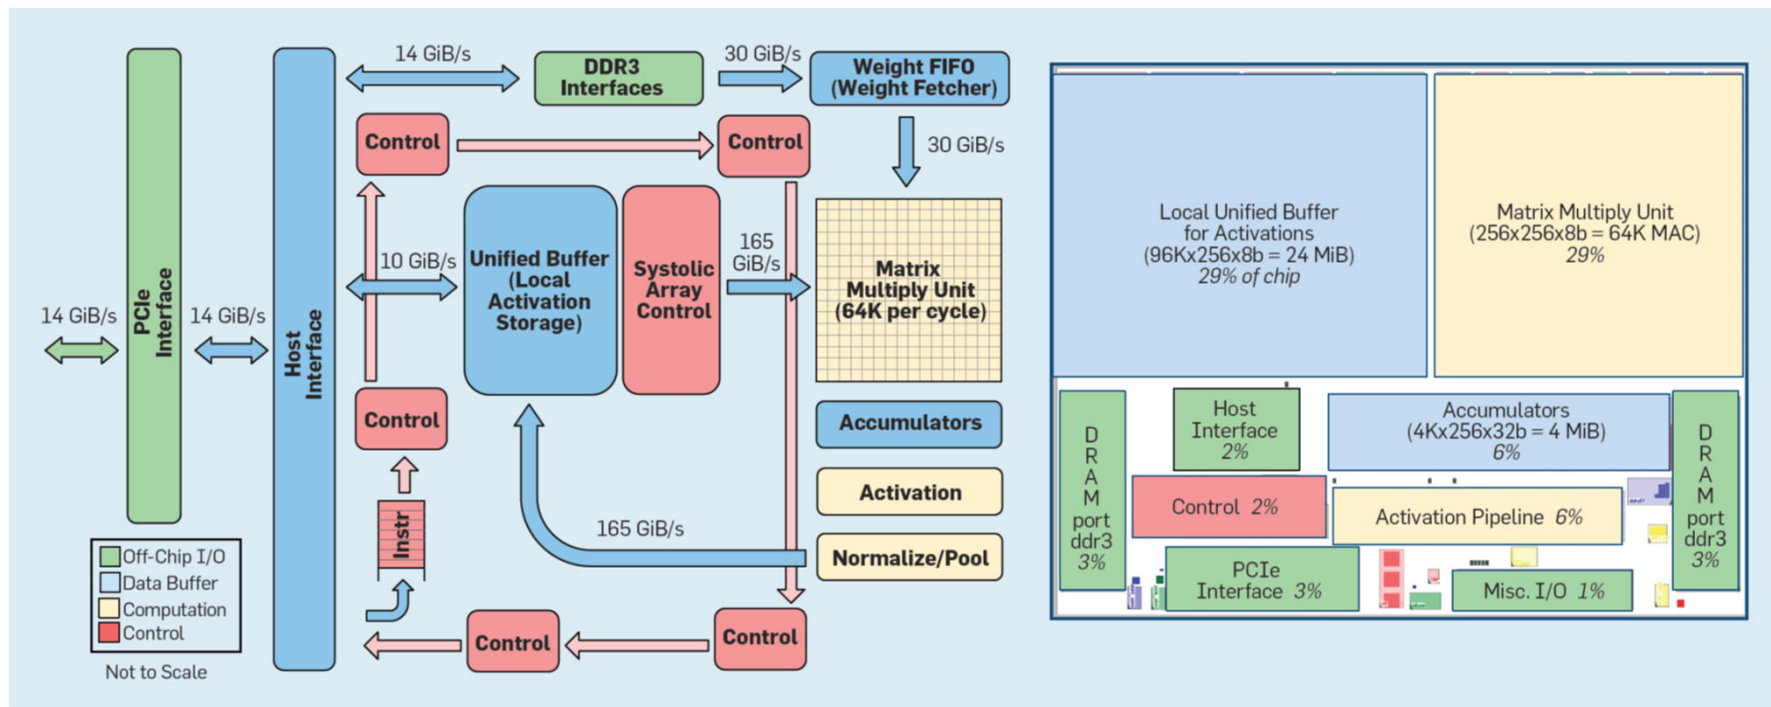 14 GiB/s
PCIe
Interface
14 GiB/s
Host
Interface
14 GiB/s
DDR3
Interfaces
30 GiB/s
Weight FIFO
(Weight Fetcher)
30 GiB/s
Control
Control
10 GiB/s
Unified Buffer
(Local
Activation
Storage)
Systolic
Array
Control
165
GiB/s
Matrix
Multiply Unit
(64K per cycle)
Control
Accumulators
Activation
Instr
165 GiB/s
Normalize/Pool
Control
Control
Off-Chip I/O
Data Buffer
Computation
Control
Not to Scale
Local Unified Buffer
for Activations
(96Kx256x8b = 24 MiB)
29% of chip
Matrix Multiply Unit
(256x256x8b = 64K MAC)
29%
D
R
A
M
port
ddr3
3%
Host
Interface
2%
Accumulators
(4Kx256x32b = 4 MiB)
6%
D
R
A
M
port
ddr3
3%
Control 2%
Activation Pipeline 6%
PCIe
Interface 3%
Misc. I/O 1%